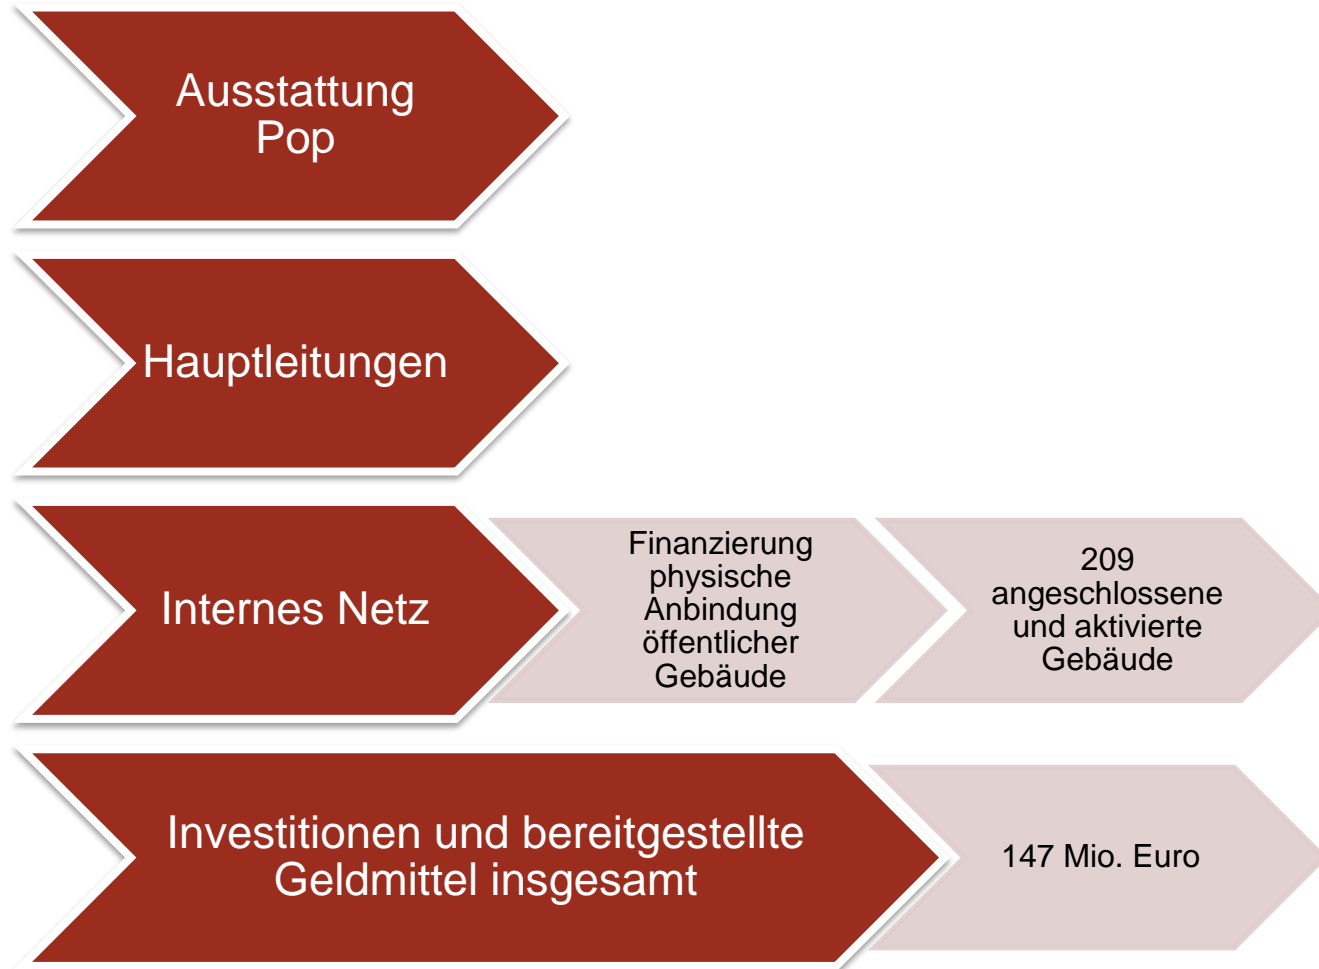 Ausstattung
Pop
Hauptleitungen
Internes Netz
Finanzierung
physische
Anbindung
öffentlicher
Gebäude
209
angeschlossene
und aktivierte
Gebäude
Investitionen und bereitgestellte
Geldmittel insgesamt
147 Mio. Euro